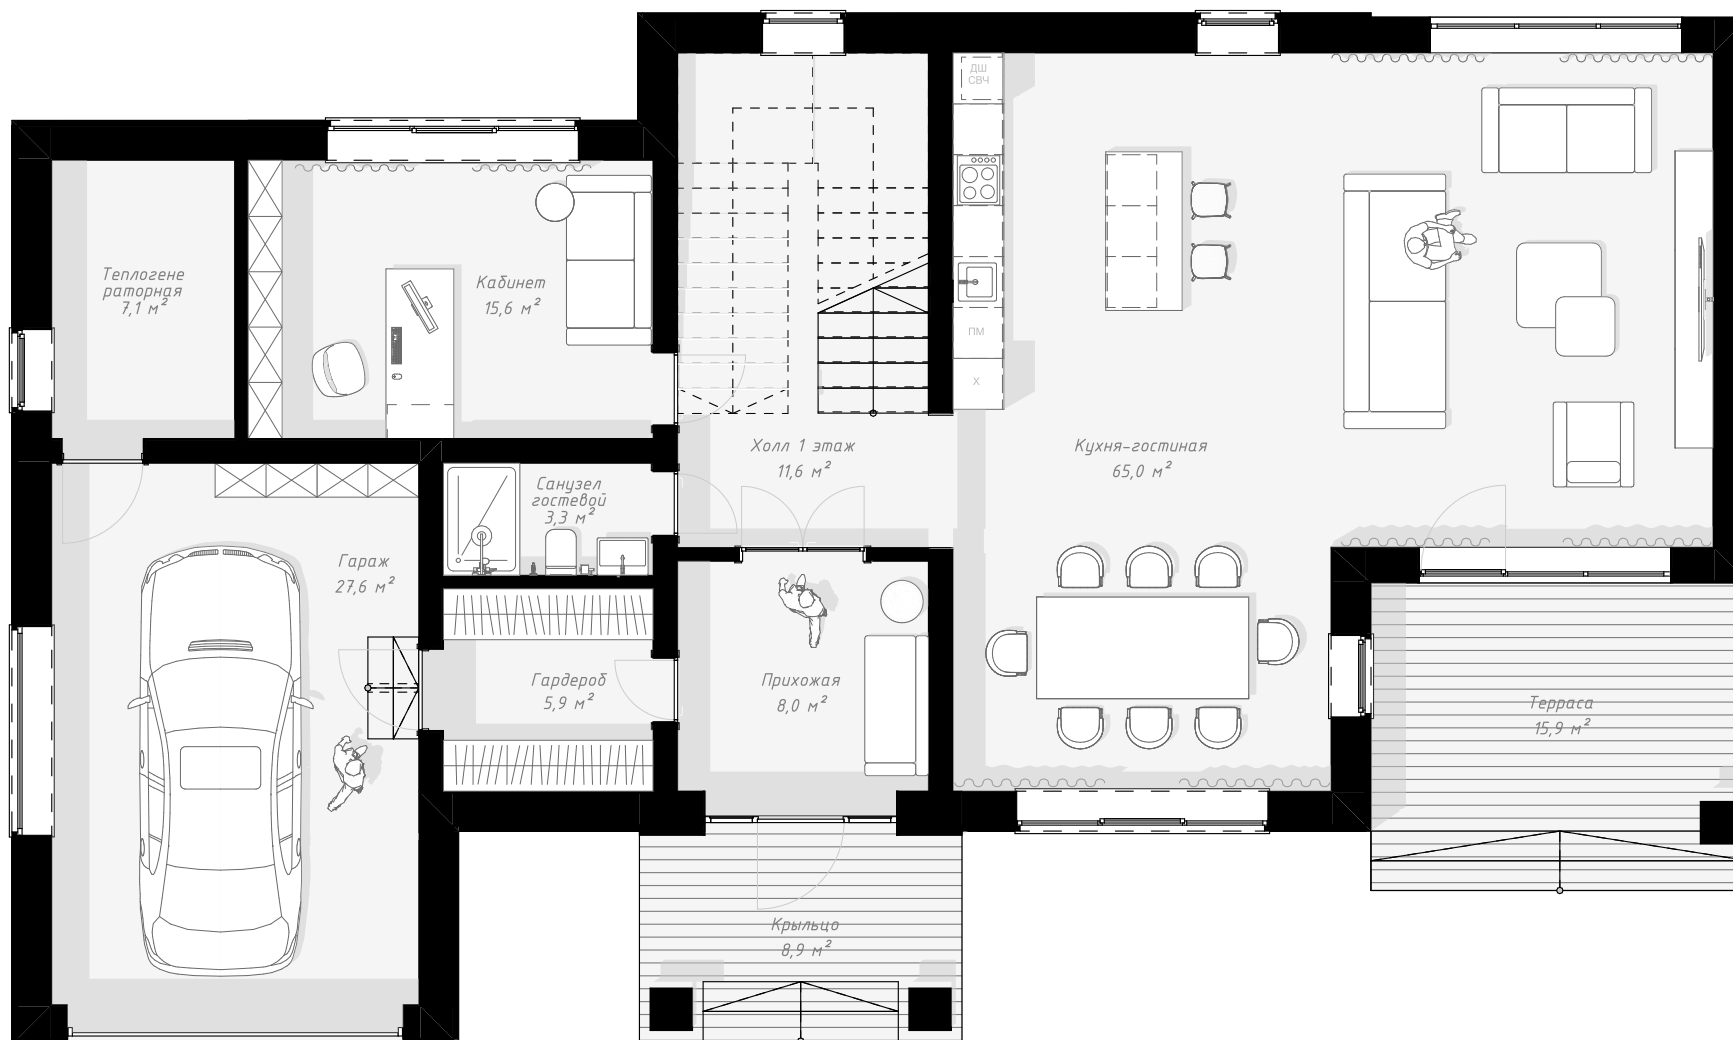 ДШ
СВЧ
Теплогене
раторная
7,1 м²
Кабинет
15,6 м²
ПМ
Х
Холл 1 этаж
11,6 м²
Кухня-гостиная
65,0 м²
Санузел
гостевой
3,3 м²
Гараж
27,6 м²
Гардероб
5,9 м²
Прихожая
8,0 м²
Терраса
15,9 м²
Крыльцо
8,9 м²